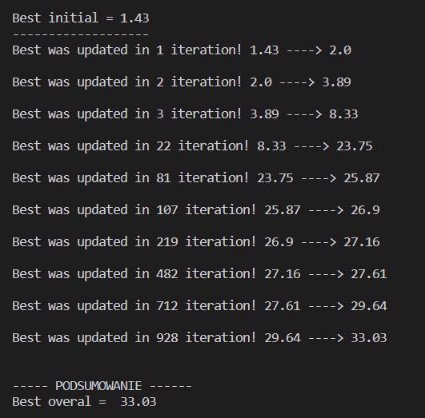 Best initial = 1.43
-------------------
Best was updated in 1 iteration! 1.43 ----> 2.0
Best was updated in 2 iteration! 2.0 ----> 3.89
Best was updated in 3 iteration! 3.89 ----> 8.33
Best was updated in 22 iteration! 8.33 ----> 23.75
Best was updated in 81 iteration! 23.75 ----> 25.87
Best was updated in 107 iteration! 25.87 ----> 26.9
Best was updated in 219 iteration! 26.9 ----> 27.16
Best was updated in 482 iteration! 27.16 ----> 27.61
Best was updated in 712 iteration! 27.61 ----> 29.64
Best was updated in 928 iteration! 29.64 ----> 33.03
----- PODSUMOWANIE ------
Best overal =  33.03